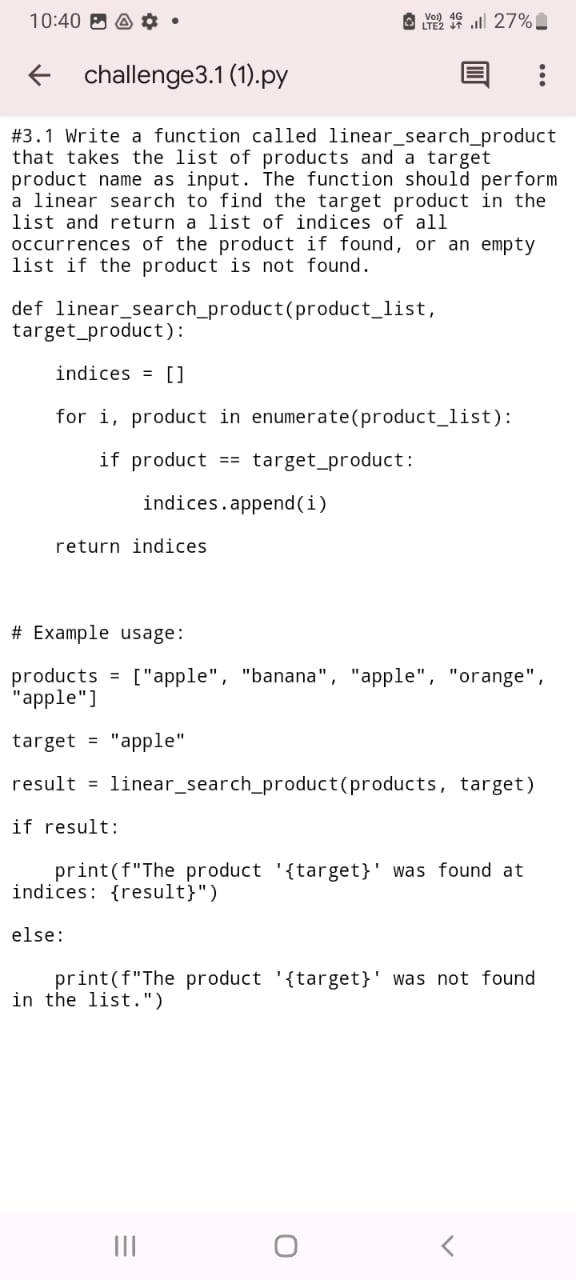 10:40
Vo) 4G
LTE2
27%
challenge3.1 (1).py
#3.1 Write a function called linear_search_product
that takes the list of products and a target
product name as input. The function should perform
a linear search to find the target product in the
list and return a list of indices of all
occurrences of the product if found, or an empty
list if the product is not found.
def linear_search_product(product_list,
target_product):
    indices = []
    for i, product in enumerate(product_list):
        if product == target_product:
            indices.append(i)
    return indices
# Example usage:
products = ["apple", "banana", "apple", "orange",
"apple"]
target = "apple"
result = linear_search_product(products, target)
if result:
    print(f"The product '{target}' was found at
indices: {result}")
else:
    print(f"The product '{target}' was not found
in the list.")